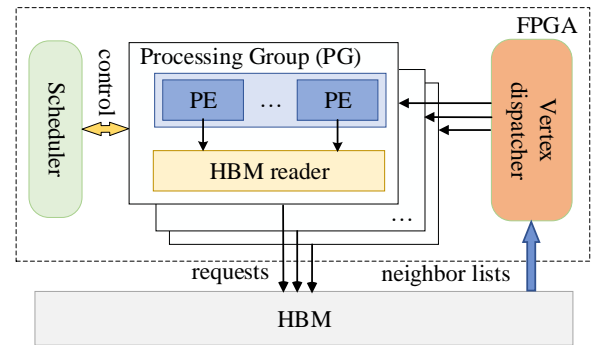 FPGA
Processing Group (PG)
Scheduler
control
PE
…
PE
HBM reader
…
Vertex
dispatcher
requests
neighbor lists
HBM